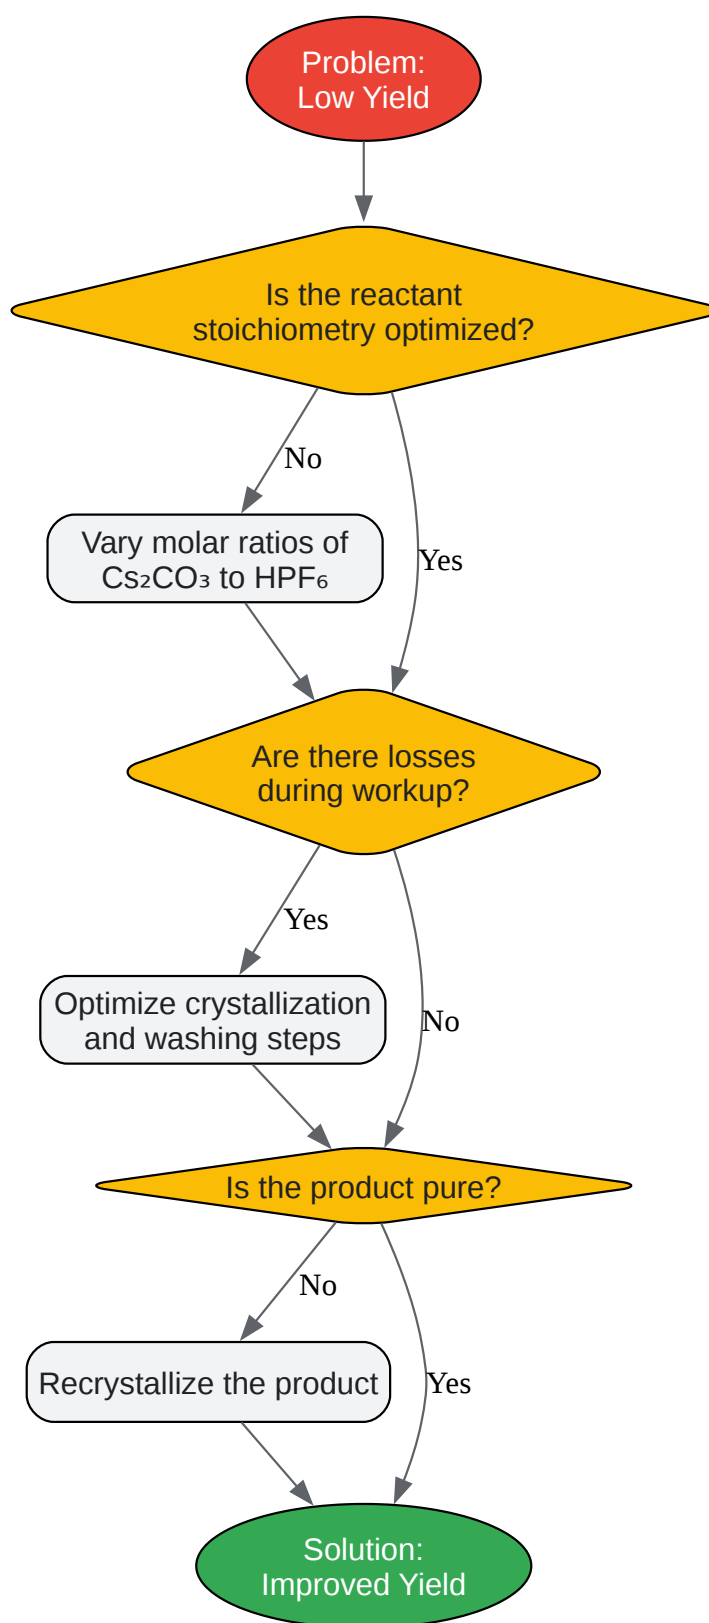 Problem:
Low Yield
Is the reactant
stoichiometry optimized?
No
Vary molar ratios of
Cs₂CO₃ to HPF₆
Yes
Are there losses
during workup?
Yes
Optimize crystallization
and washing steps
No
Is the product pure?
No
Recrystallize the product
Yes
Solution:
Improved Yield